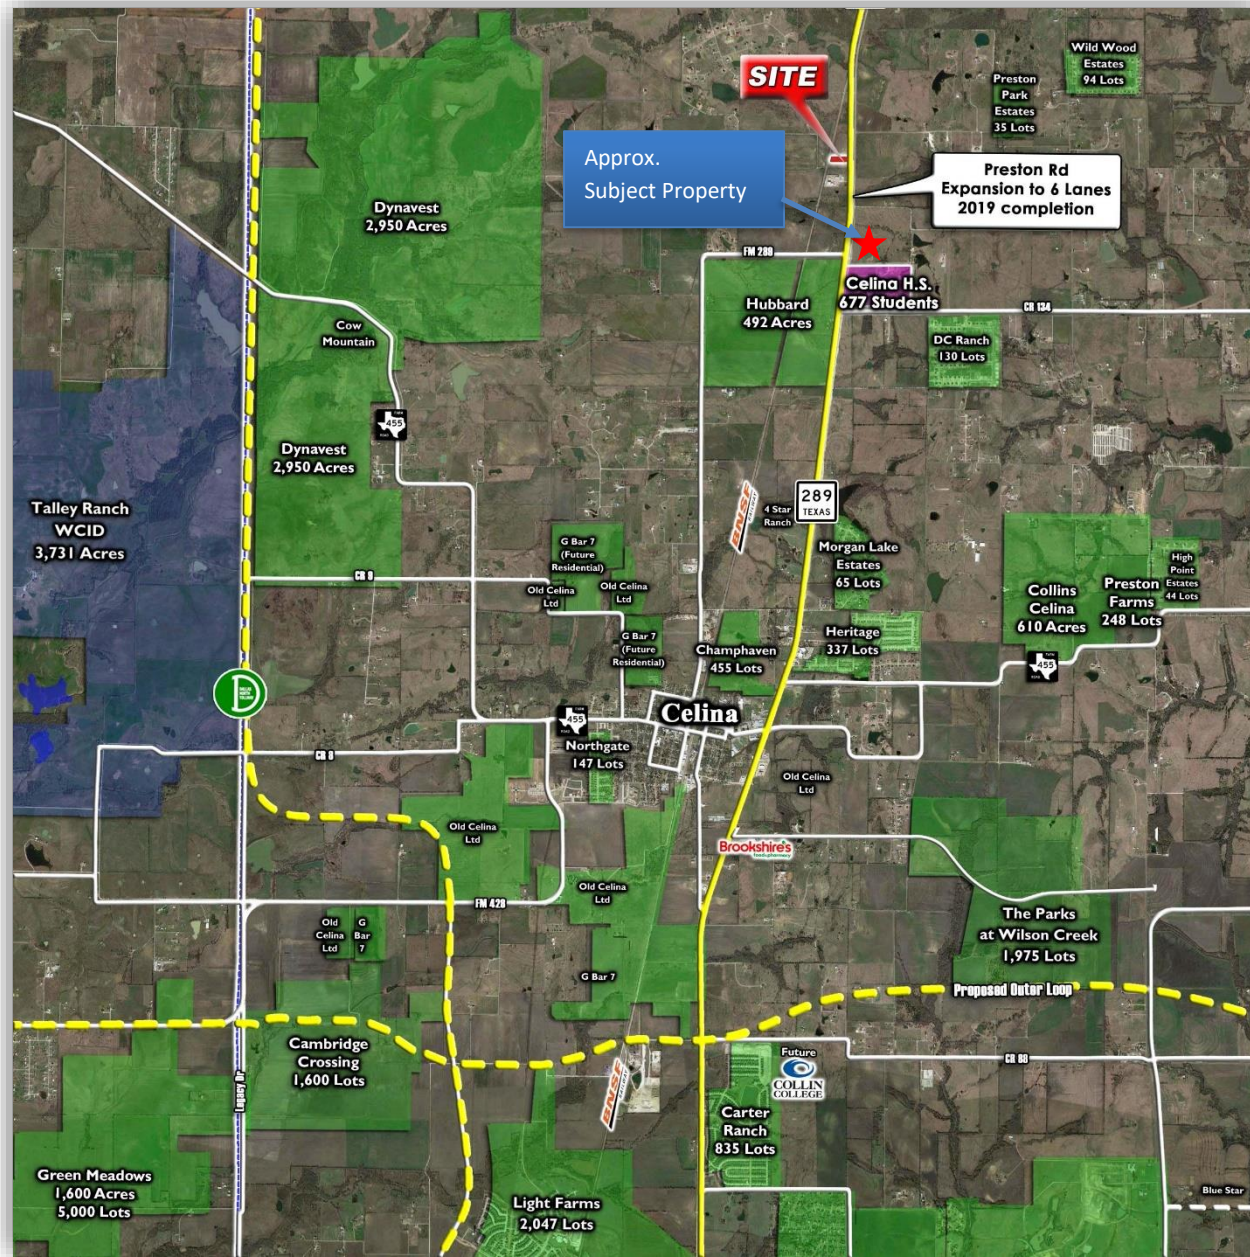 Wild Wood
Estates
94 Lots
SITE
Preston
Park
Estates
35 Lots
Approx.
Subject Property
Preston Rd
Expansion to 6 Lanes
2019 completion
Dynavest
2,950 Acres
FM 289
Celina H.S.
677 Students
Hubbard
492 Acres
CR 134
Cow
Mountain
DC Ranch
130 Lots
455
Dynavest
2,950 Acres
289
TEXAS
Talley Ranch
WCID
3,731 Acres
BNSF
RAILWAY
4 Star
Ranch
G Bar 7
(Future
Residential)
Morgan Lake
Estates
65 Lots
High
Point
Estates
44 Lots
CR 9
Old Celina
Ltd
Old Celina
Ltd
Collins
Celina
610 Acres
Preston
Farms
248 Lots
G Bar 7
(Future
Residential)
Champhaven
455 Lots
Heritage
337 Lots
455
D
Celina
455
Northgate
147 Lots
CR 8
Old Celina
Ltd
Old Celina
Ltd
Brookshire's
Old Celina
Ltd
FM 428
Old
Celina
Ltd
G
Bar
7
The Parks
at Wilson Creek
1,975 Lots
G Bar 7
Proposed Outer Loop
Cambridge
Crossing
1,600 Lots
Future
COLLIN
COLLEGE
CR 88
BNSF
RAILWAY
Legacy Dr
Carter
Ranch
835 Lots
Green Meadows
1,600 Acres
5,000 Lots
Light Farms
2,047 Lots
Blue Star